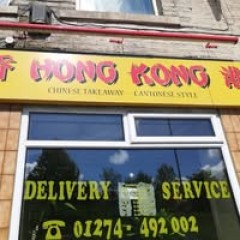 HONG KONG
CHINESE TAKEAWAY CANTONESE STYLE
DELIVERY SERVICE
☎ 01274- 492 002